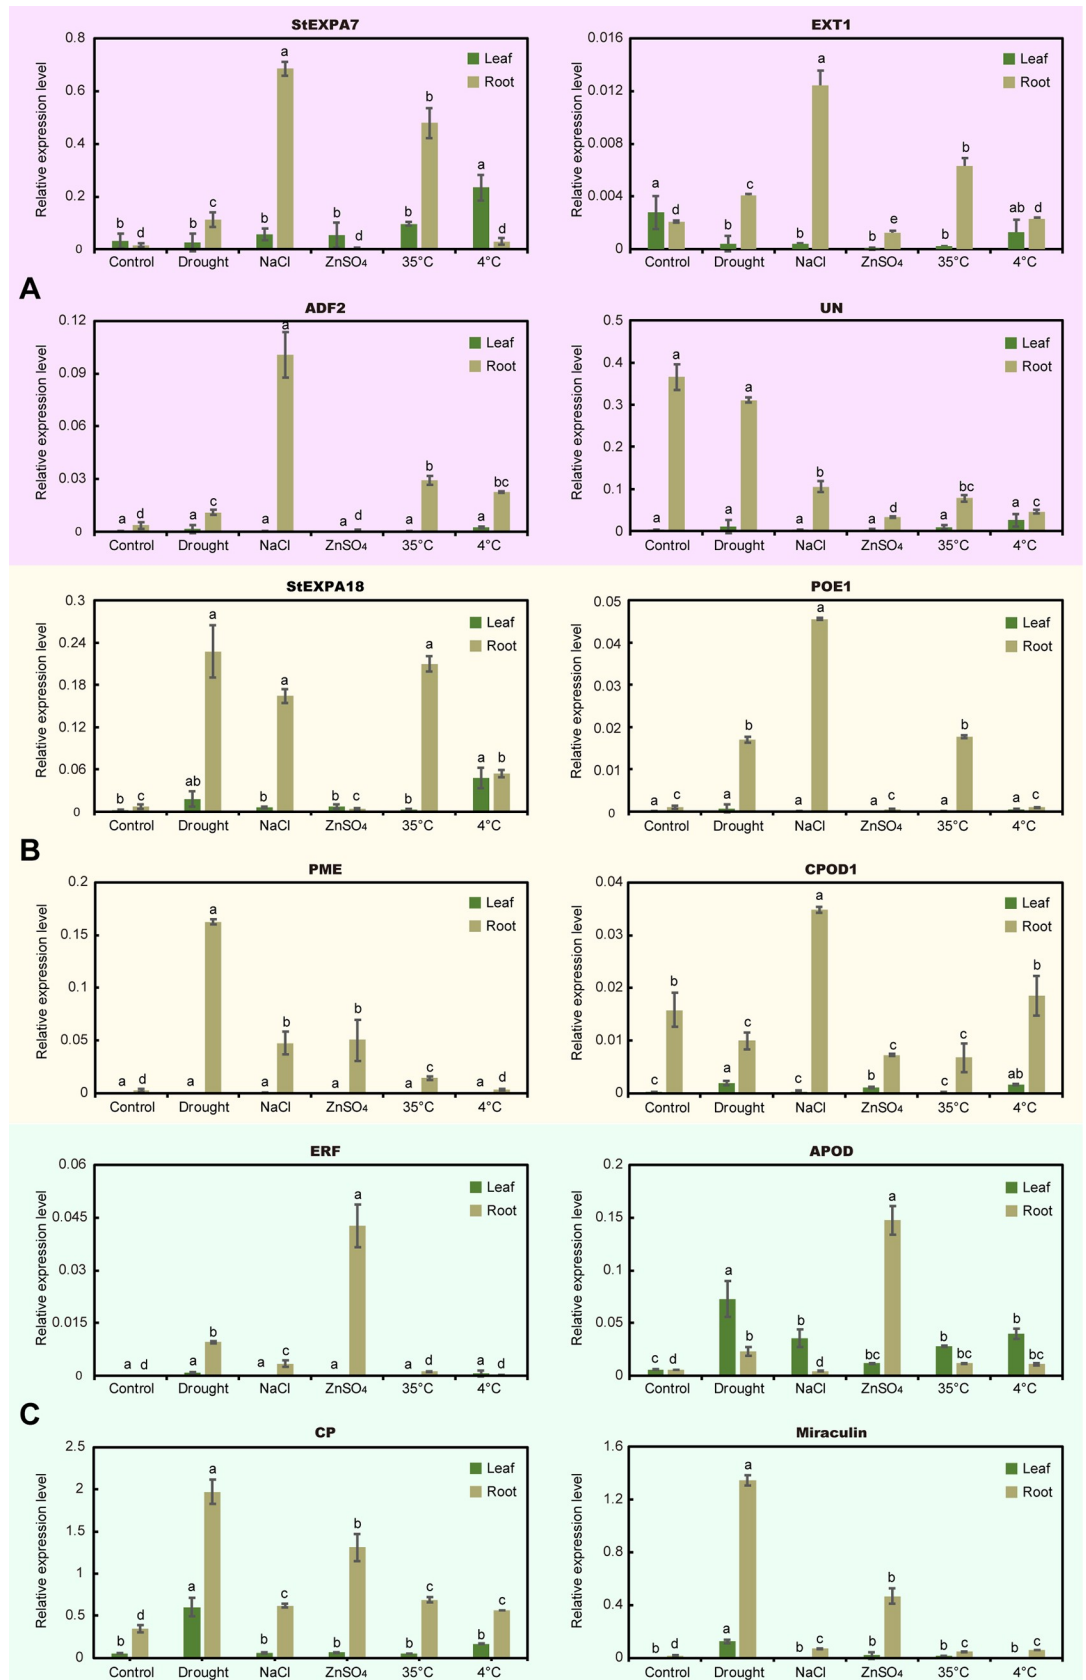 StEXPA7
0.8
0.6
0.4
0.2
0
Relative expression level
Leaf
Root
b d b c b a b d b b a d
Control Drought NaCl ZnSO₄ 35°C 4°C
EXT1
0.016
0.012
0.008
0.004
0
Relative expression level
Leaf
Root
a d b c b a b e b b ab d
Control Drought NaCl ZnSO₄ 35°C 4°C
A
ADF2
0.12
0.09
0.06
0.03
0
Relative expression level
Leaf
Root
a d a c a a a d a b a bc
Control Drought NaCl ZnSO₄ 35°C 4°C
UN
0.5
0.4
0.3
0.2
0.1
0
Relative expression level
Leaf
Root
a a a a a b a d a bc a c
Control Drought NaCl ZnSO₄ 35°C 4°C
StEXPA18
0.3
0.24
0.18
0.12
0.06
0
Relative expression level
Leaf
Root
b c ab a b a b c b a a b
Control Drought NaCl ZnSO₄ 35°C 4°C
POE1
0.05
0.04
0.03
0.02
0.01
0
Relative expression level
Leaf
Root
a c a b a a a c a b a c
Control Drought NaCl ZnSO₄ 35°C 4°C
B
PME
0.2
0.15
0.1
0.05
0
Relative expression level
Leaf
Root
a d a a a b a b a c a d
Control Drought NaCl ZnSO₄ 35°C 4°C
CPOD1
0.04
0.03
0.02
0.01
0
Relative expression level
Leaf
Root
c b a c c a b c c c ab b
Control Drought NaCl ZnSO₄ 35°C 4°C
ERF
0.06
0.045
0.03
0.015
0
Relative expression level
Leaf
Root
a d a b a c a a a d a d
Control Drought NaCl ZnSO₄ 35°C 4°C
APOD
0.2
0.15
0.1
0.05
0
Relative expression level
Leaf
Root
c d a b b d bc a b bc b bc
Control Drought NaCl ZnSO₄ 35°C 4°C
C
CP
2.5
2
1.5
1
0.5
0
Relative expression level
Leaf
Root
b d a a b c b b b c b c
Control Drought NaCl ZnSO₄ 35°C 4°C
Miraculin
1.6
1.2
0.8
0.4
0
Relative expression level
Leaf
Root
b d a a b c b b b c b c
Control Drought NaCl ZnSO₄ 35°C 4°C